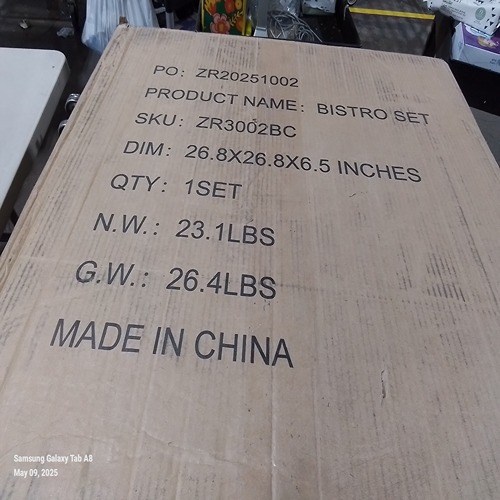 PO: ZR20251002
PRODUCT NAME: BISTRO SET
SKU: ZR3002BC
DIM: 26.8X26.8X6.5 INCHES
QTY: 1SET
N.W.: 23.1LBS
G.W.: 26.4LBS
MADE IN CHINA
Samsung Galaxy Tab A8
May 09, 2025